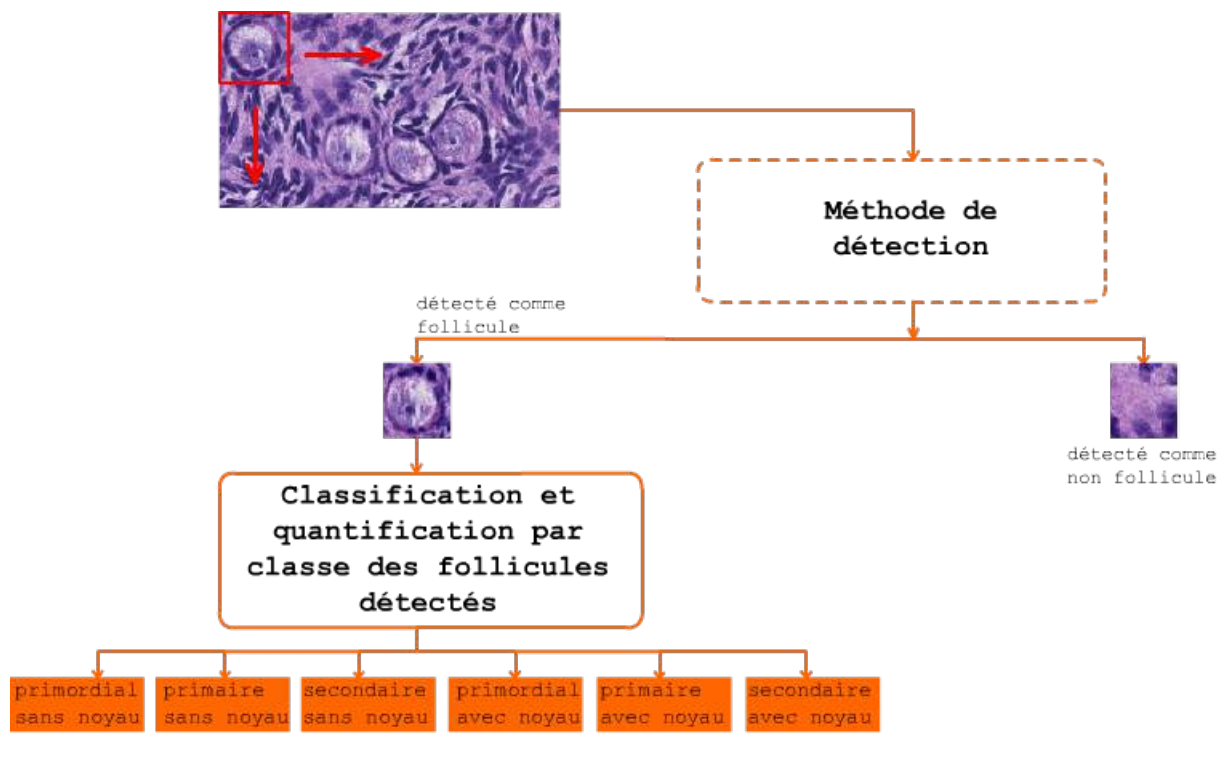 Méthode de
détection
détecté comme
follicule
détecté comme
non follicule
Classification et
quantification par
classe des follicules
détectés
primordial
sans noyau
primaire
sans noyau
secondaire
sans noyau
primordial
avec noyau
primaire
avec noyau
secondaire
avec noyau